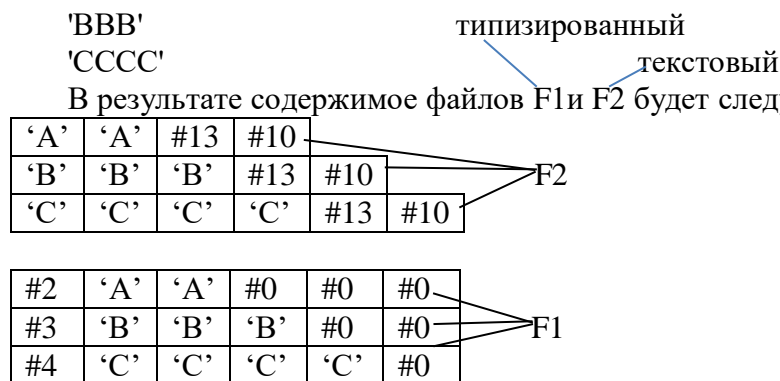 'BBB' типизированный
'CCCC' текстовый
В результате содержимое файлов F1и F2 будет след
‘A’ ‘A’ #13 #10
‘B’ ‘B’ ‘B’ #13 #10 F2
‘C’ ‘C’ ‘C’ ‘C’ #13 #10
#2 ‘A’ ‘A’ #0 #0 #0
#3 ‘B’ ‘B’ ‘B’ #0 #0 F1
#4 ‘C’ ‘C’ ‘C’ ‘C’ #0